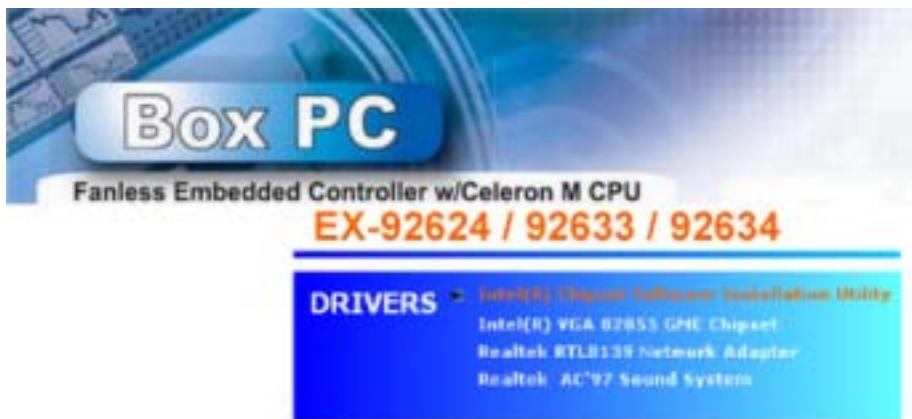 Box PC
Fanless Embedded Controller w/Celeron M CPU
EX-92624 / 92633 / 92634
DRIVERS
Intel(R) Chipset Software Installation Utility
Intel(R) VGA 82855 GME Chipset
Realtek RTL8139 Network Adapter
Realtek AC'97 Sound System